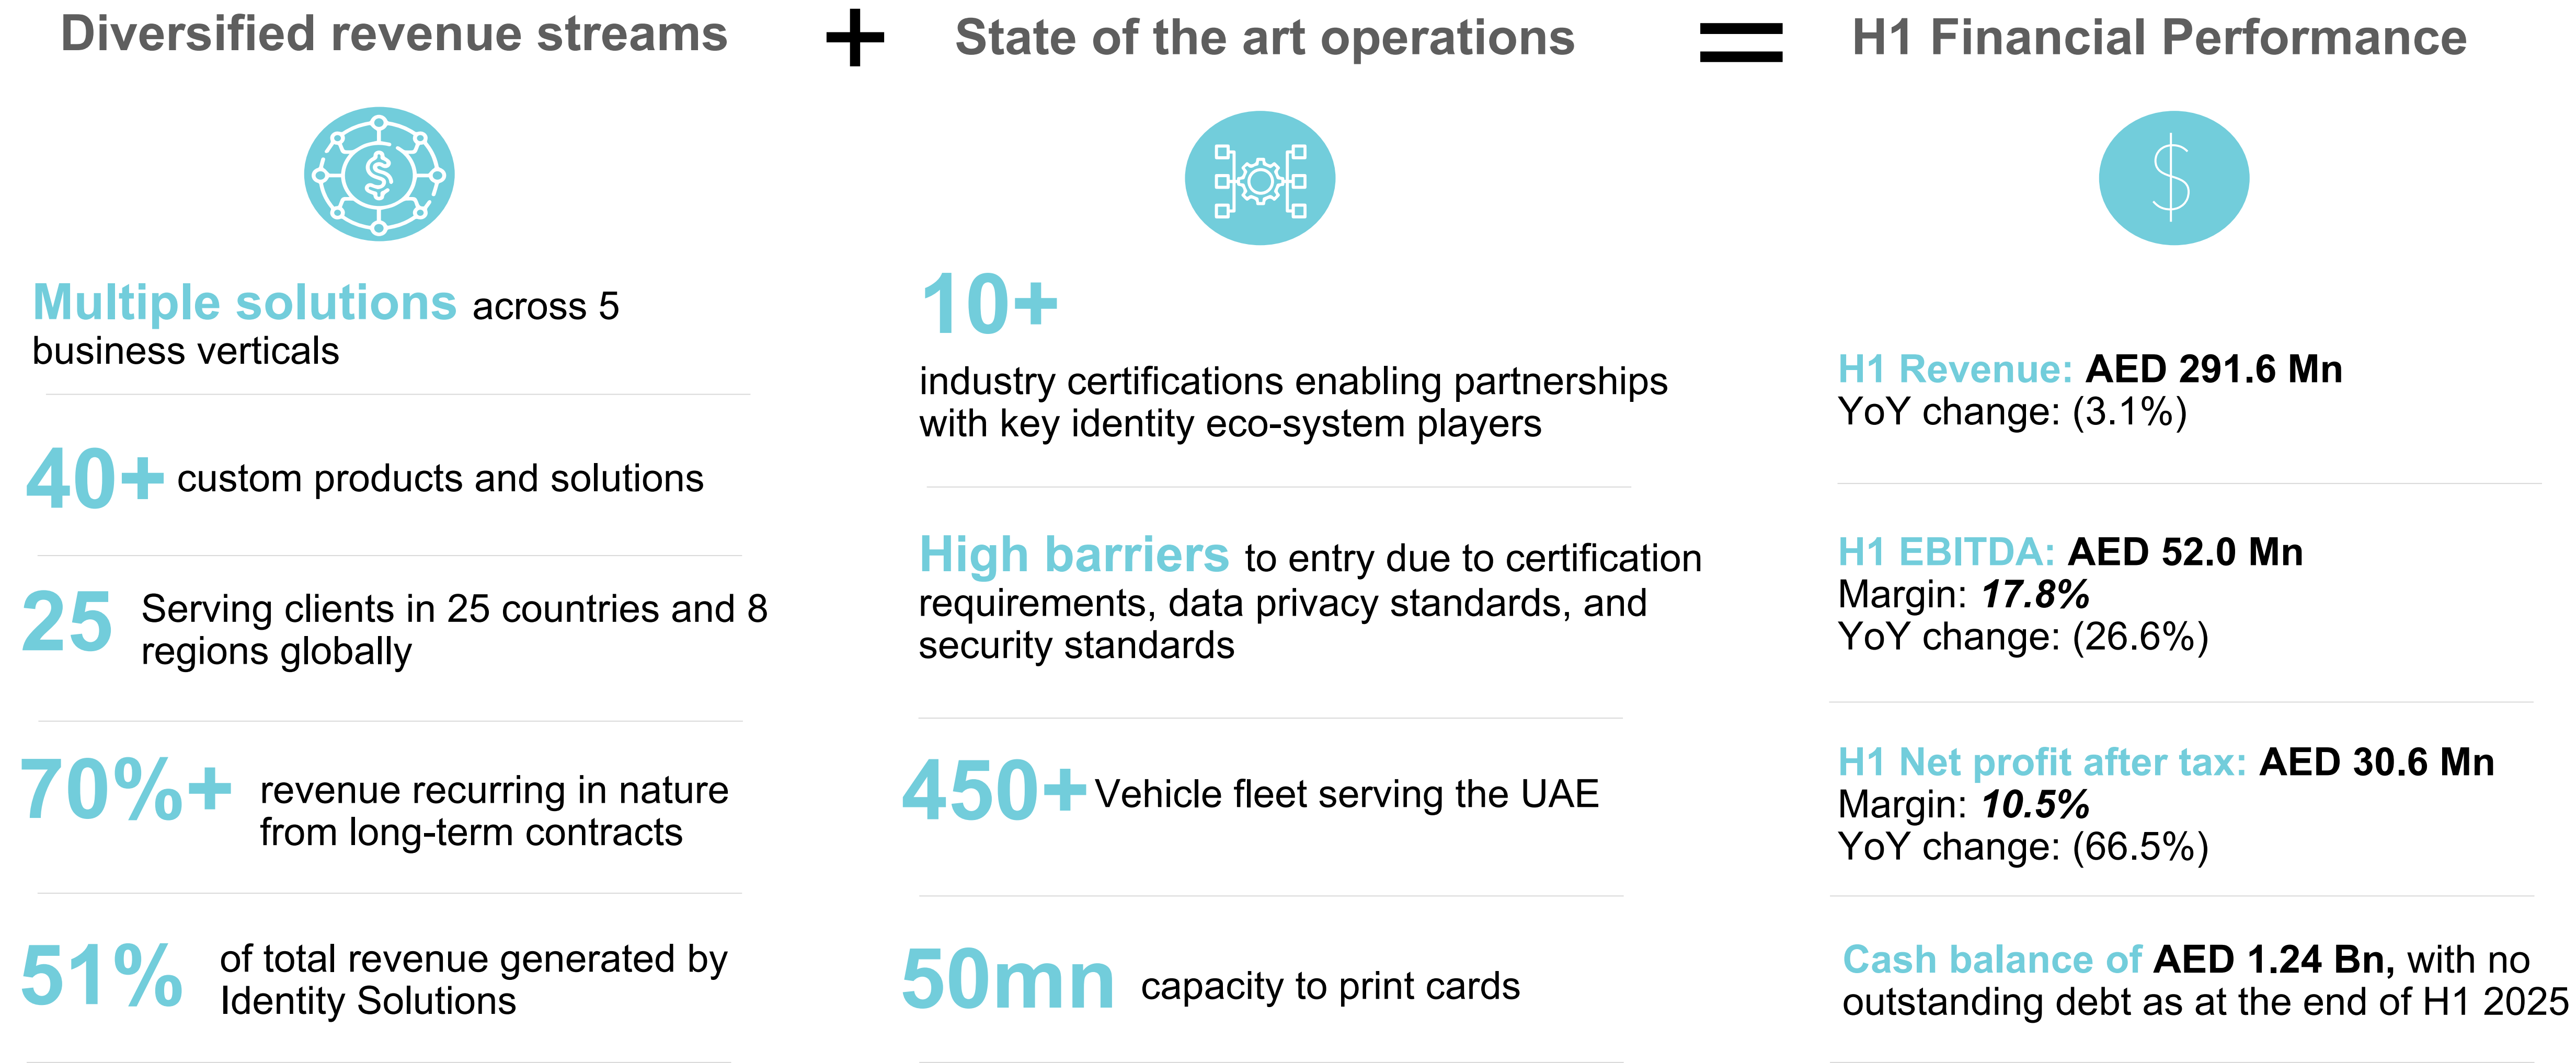 Diversified revenue streams
+
State of the art operations
=
H1 Financial Performance
Multiple solutions across 5
business verticals
40+ custom products and solutions
25 Serving clients in 25 countries and 8
regions globally
70%+ revenue recurring in nature
from long-term contracts
51% of total revenue generated by
Identity Solutions
10+
industry certifications enabling partnerships
with key identity eco-system players
High barriers to entry due to certification
requirements, data privacy standards, and
security standards
450+ Vehicle fleet serving the UAE
50mn capacity to print cards
H1 Revenue: AED 291.6 Mn
YoY change: (3.1%)
H1 EBITDA: AED 52.0 Mn
Margin: 17.8%
YoY change: (26.6%)
H1 Net profit after tax: AED 30.6 Mn
Margin: 10.5%
YoY change: (66.5%)
Cash balance of AED 1.24 Bn, with no
outstanding debt as at the end of H1 2025